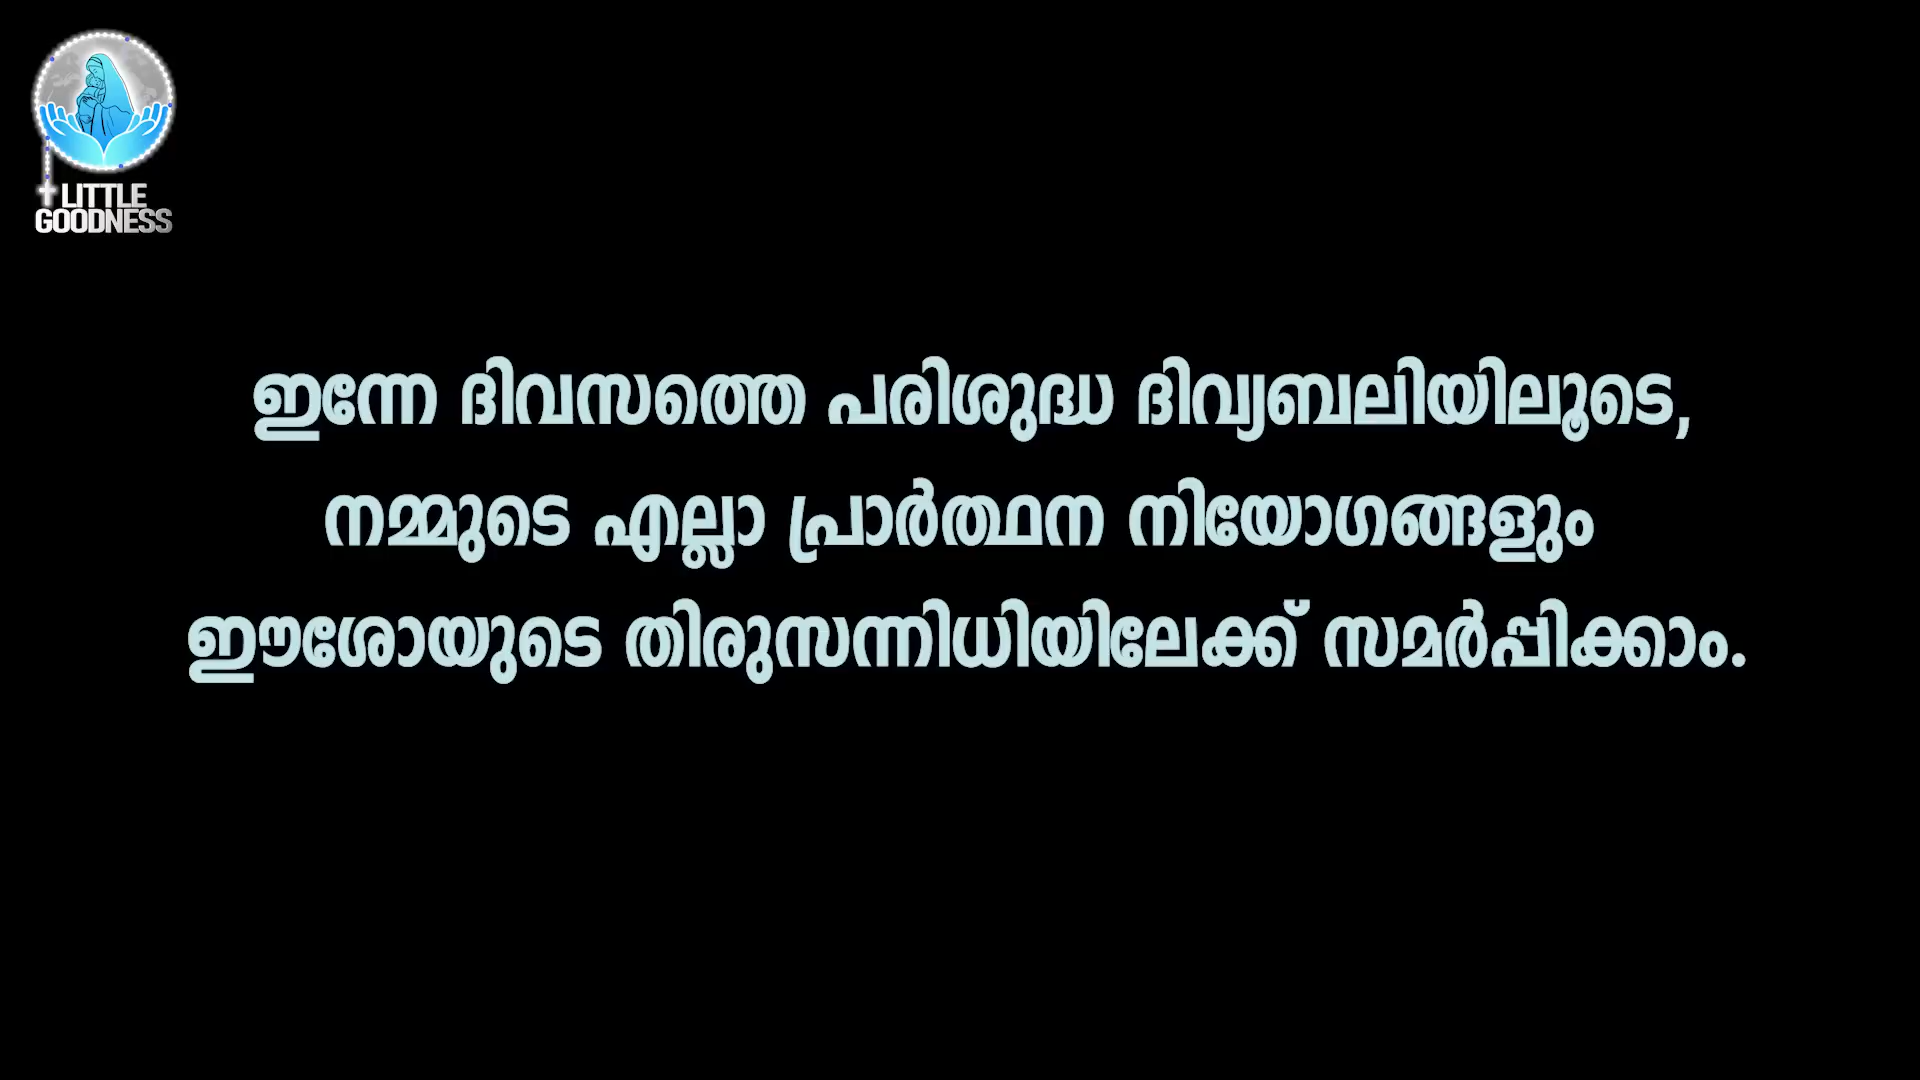 LITTLE
GOODNESS
ഇന്നേ ദിവസത്തെ പരിശുദ്ധ ദിവ്യബലിയിലൂടെ,
നമ്മുടെ എല്ലാ പ്രാർത്ഥന നിയോഗങ്ങളും
ഈശോയുടെ തിരുസന്നിധിയിലേക്ക് സമർപ്പിക്കാം.